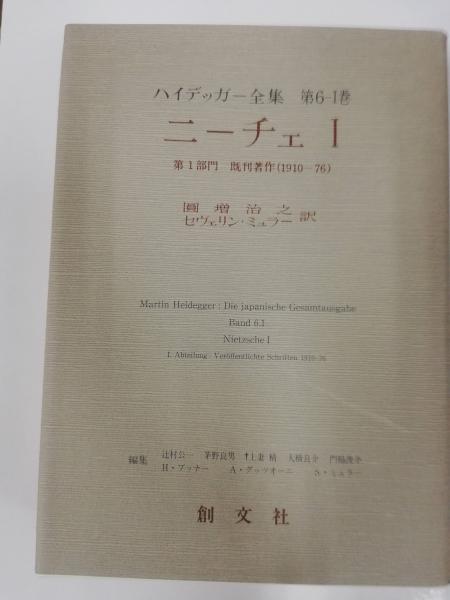 ハイデッガー全集 第6-1巻
ニーチェ I
第1部門 既刊著作(1910―76)
圓増治之
セヴェリン・ミュラー 訳
Martin Heidegger : Die japanische Gesamtausgabe
Band 6.1
Nietzsche I
I. Abteilung : Veröffentlichte Schriften 1910-76
編集 辻村公一 茅野良男 †上妻 精 大橋良介 門脇俊介
H・ブッナー A・グッツオーニ S・ミュラー
創文社